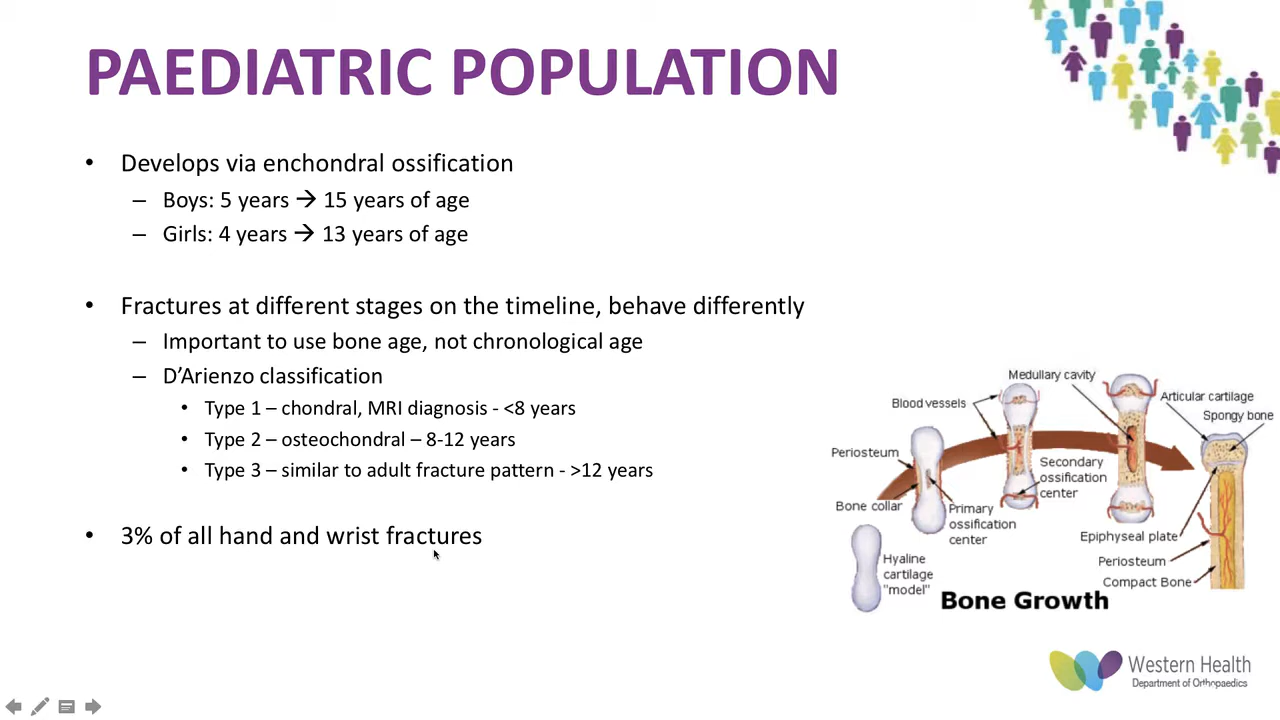 PAEDIATRIC POPULATION
• Develops via enchondral ossification
– Boys: 5 years → 15 years of age
– Girls: 4 years → 13 years of age
• Fractures at different stages on the timeline, behave differently
– Important to use bone age, not chronological age
– D’Arienzo classification
• Type 1 – chondral, MRI diagnosis - <8 years
• Type 2 – osteochondral – 8-12 years
• Type 3 – similar to adult fracture pattern - >12 years
• 3% of all hand and wrist fractures
Medullary cavity
Blood vessels
Articular cartilage
Spongy bone
Periosteum
Secondary
ossification
center
Bone collar
Primary
ossification
center
Epiphyseal plate
Hyaline
cartilage
"model"
Periosteum
Compact Bone
Bone Growth
Western Health
Department of Orthopaedics